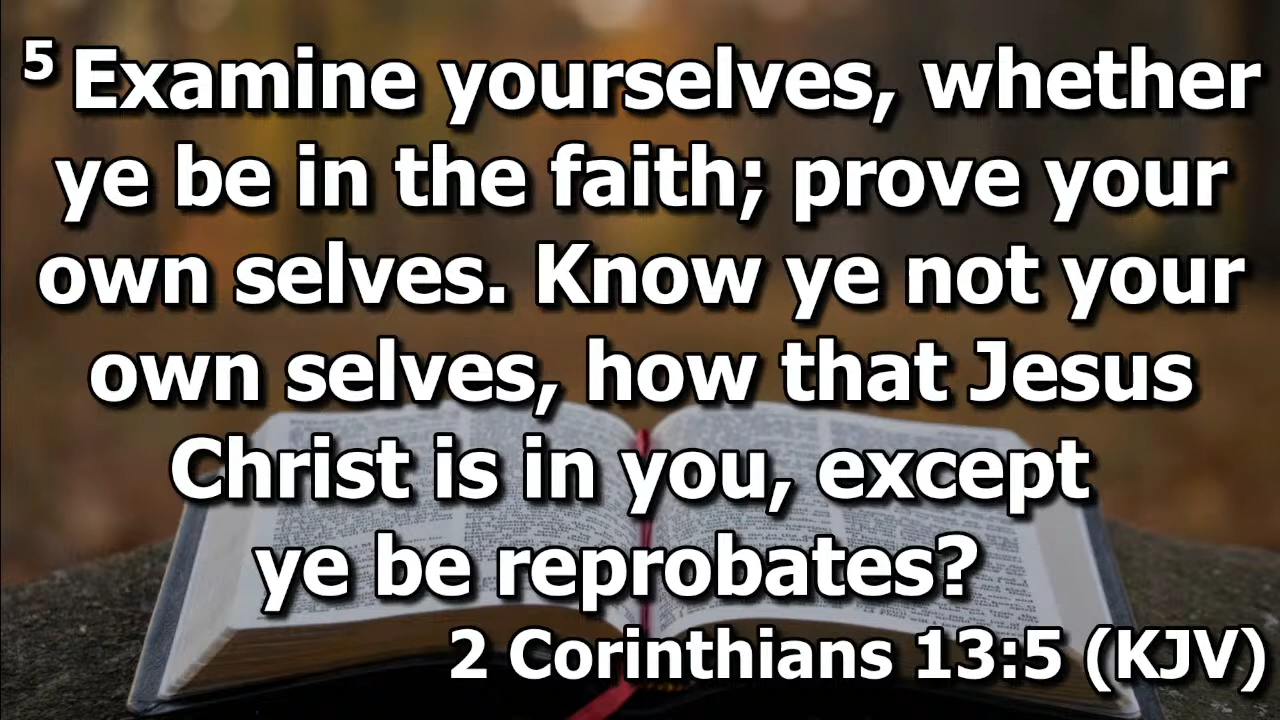 5 Examine yourselves, whether
ye be in the faith; prove your
own selves. Know ye not your
own selves, how that Jesus
Christ is in you, except
ye be reprobates?
2 Corinthians 13:5 (KJV)